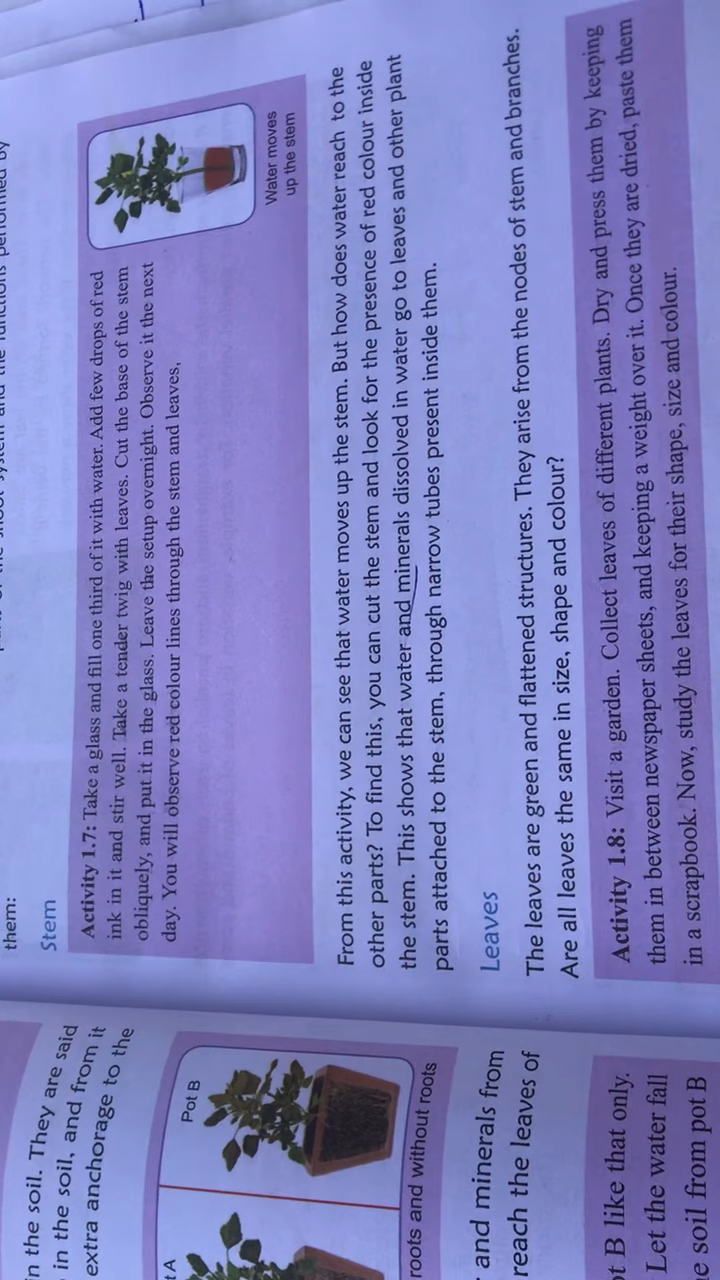 in the soil. They are said
in the soil, and from it
extra anchorage to the
Pot B
t A
roots and without roots
and minerals from
reach the leaves of
t B like that only.
Let the water fall
soil from pot B
system and the functions performed by
them:
Stem
Activity 1.7: Take a glass and fill one third of it with water. Add few drops of red
ink in it and stir well. Take a tender twig with leaves. Cut the base of the stem
obliquely, and put it in the glass. Leave the setup overnight. Observe it the next
day. You will observe red colour lines through the stem and leaves,
Water moves
up the stem
From this activity, we can see that water moves up the stem. But how does water reach to the
other parts? To find this, you can cut the stem and look for the presence of red colour inside
the stem. This shows that water and minerals dissolved in water go to leaves and other plant
parts attached to the stem, through narrow tubes present inside them.
Leaves
The leaves are green and flattened structures. They arise from the nodes of stem and branches.
Are all leaves the same in size, shape and colour?
Activity 1.8: Visit a garden. Collect leaves of different plants. Dry and press them by keeping
them in between newspaper sheets, and keeping a weight over it. Once they are dried, paste them
in a scrapbook. Now, study the leaves for their shape, size and colour.